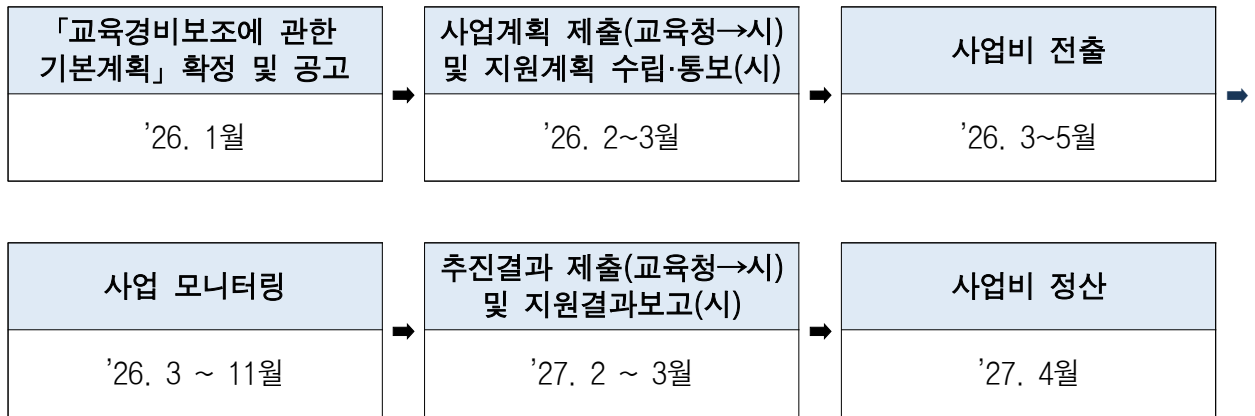 「교육경비보조에 관한
기본계획」 확정 및 공고
’26. 1월
➡
사업계획 제출(교육청→시)
및 지원계획 수립·통보(시)
’26. 2~3월
➡
사업비 전출
’26. 3~5월
➡
사업 모니터링
’26. 3 ~ 11월
➡
추진결과 제출(교육청→시)
및 지원결과보고(시)
’27. 2 ~ 3월
➡
사업비 정산
’27. 4월